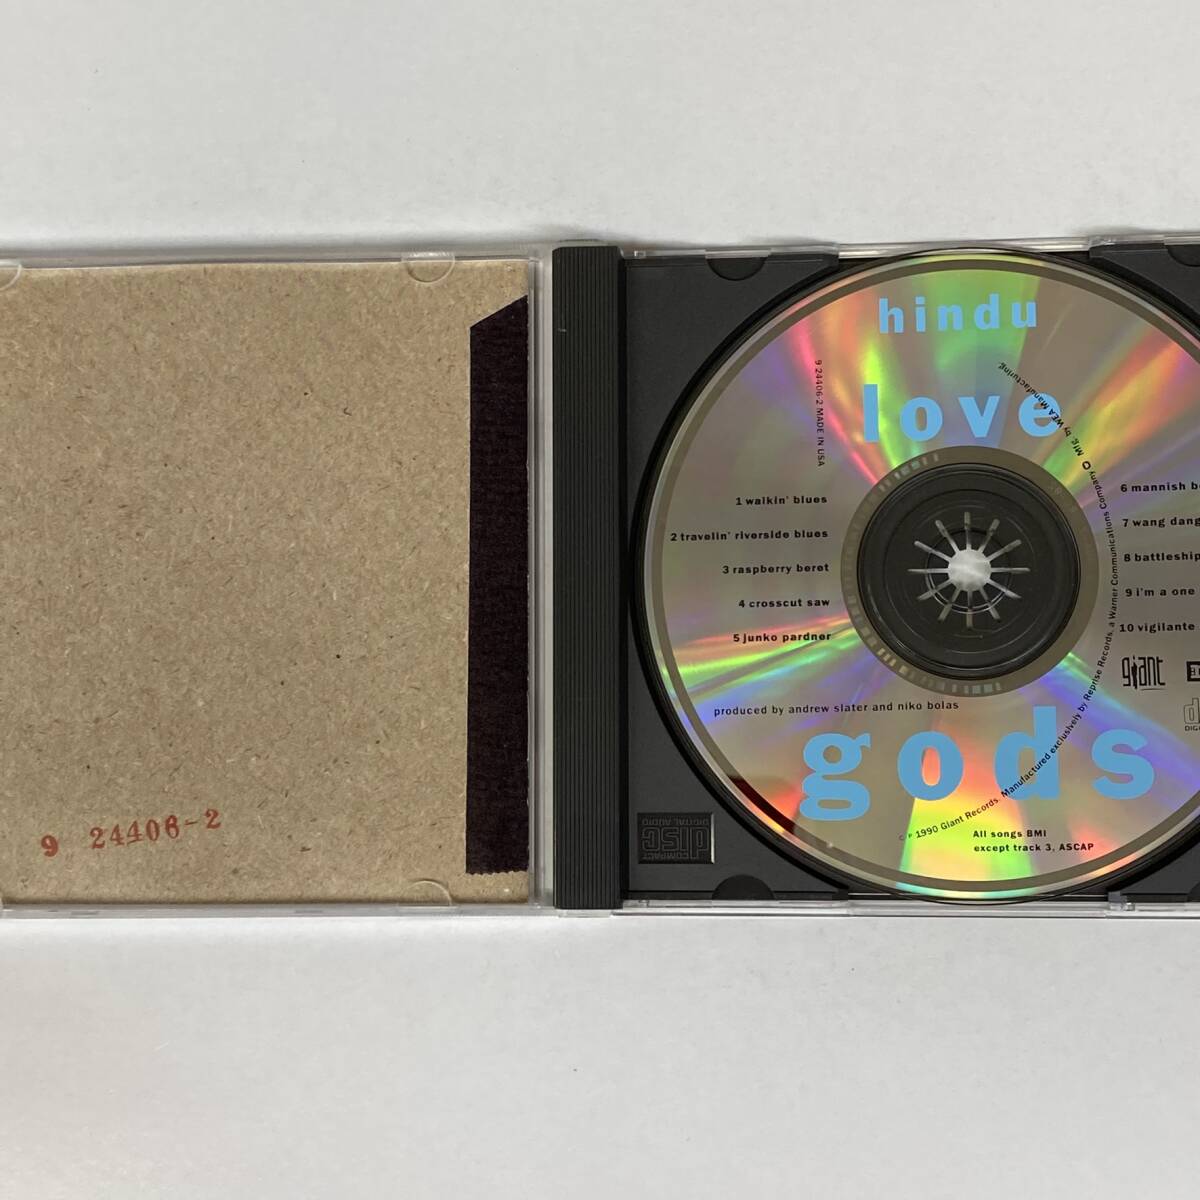 9 24406-2
hindu
love
gods
9 24406-2 MADE IN USA
1 walkin' blues
2 travelin' riverside blues
3 raspberry beret
4 crosscut saw
5 junko pardner
6 mannish
7 wang dang
8 battleship
9 i'm a one
10 vigilante
giant
produced by andrew slater and niko bolas
All songs BMI
except track 3, ASCAP
℗ 1990 Giant Records. Manufactured exclusively by Reprise Records, a Warner Communications Company Mfg. by WEA Manufacturing.
COMPACT
disc
DIGITAL AUDIO